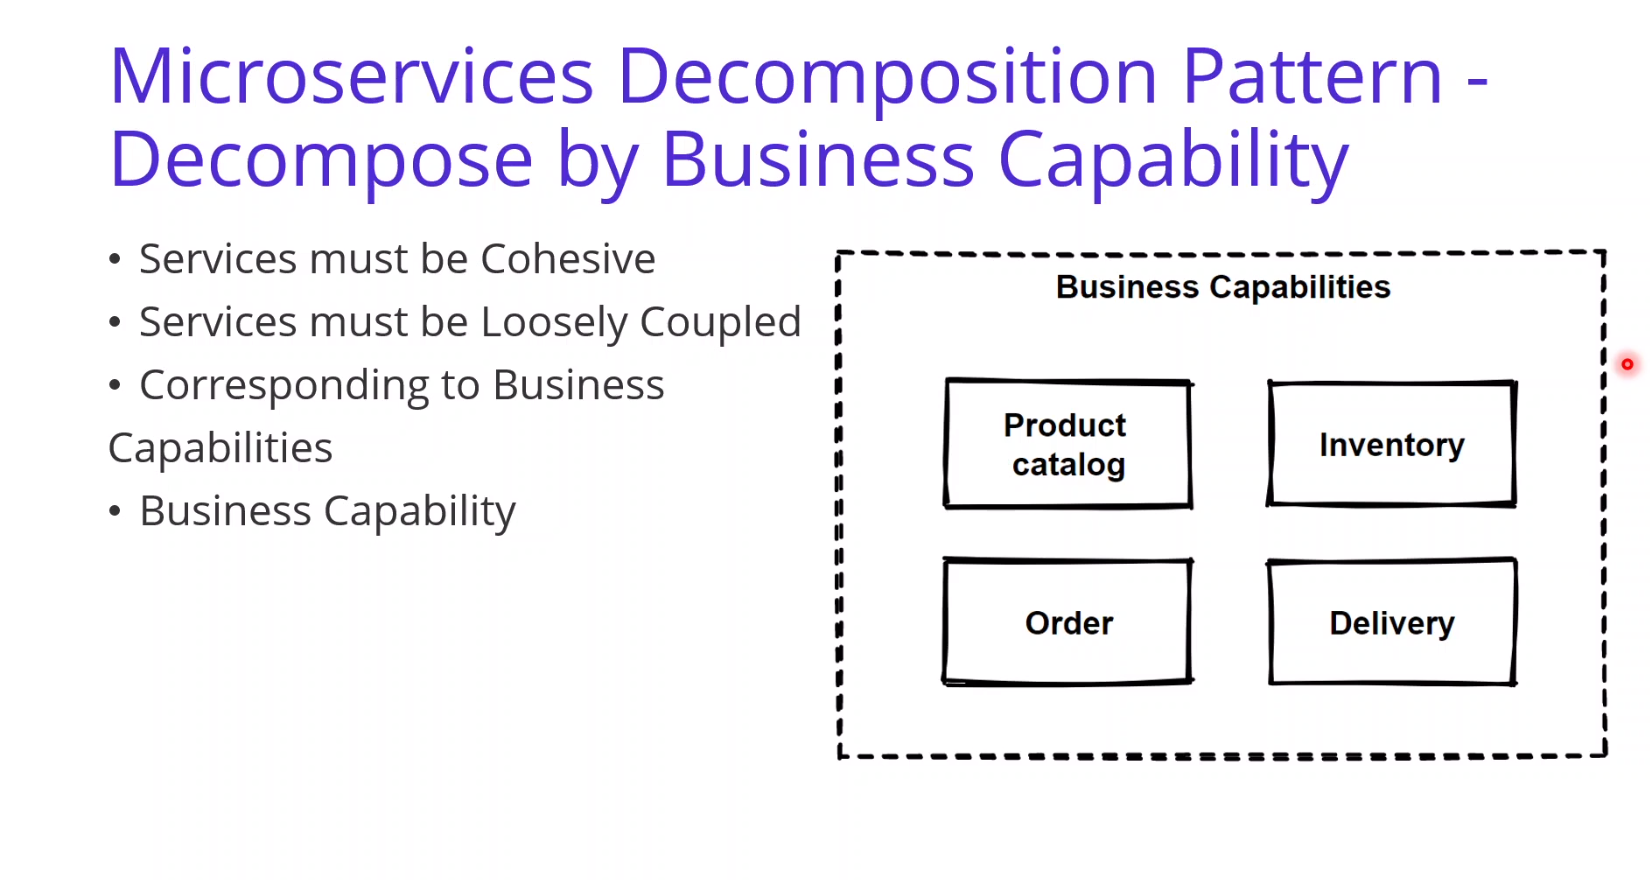 Microservices Decomposition Pattern -
Decompose by Business Capability
• Services must be Cohesive
• Services must be Loosely Coupled
• Corresponding to Business
Capabilities
• Business Capability
Business Capabilities
Product
catalog
Inventory
Order
Delivery